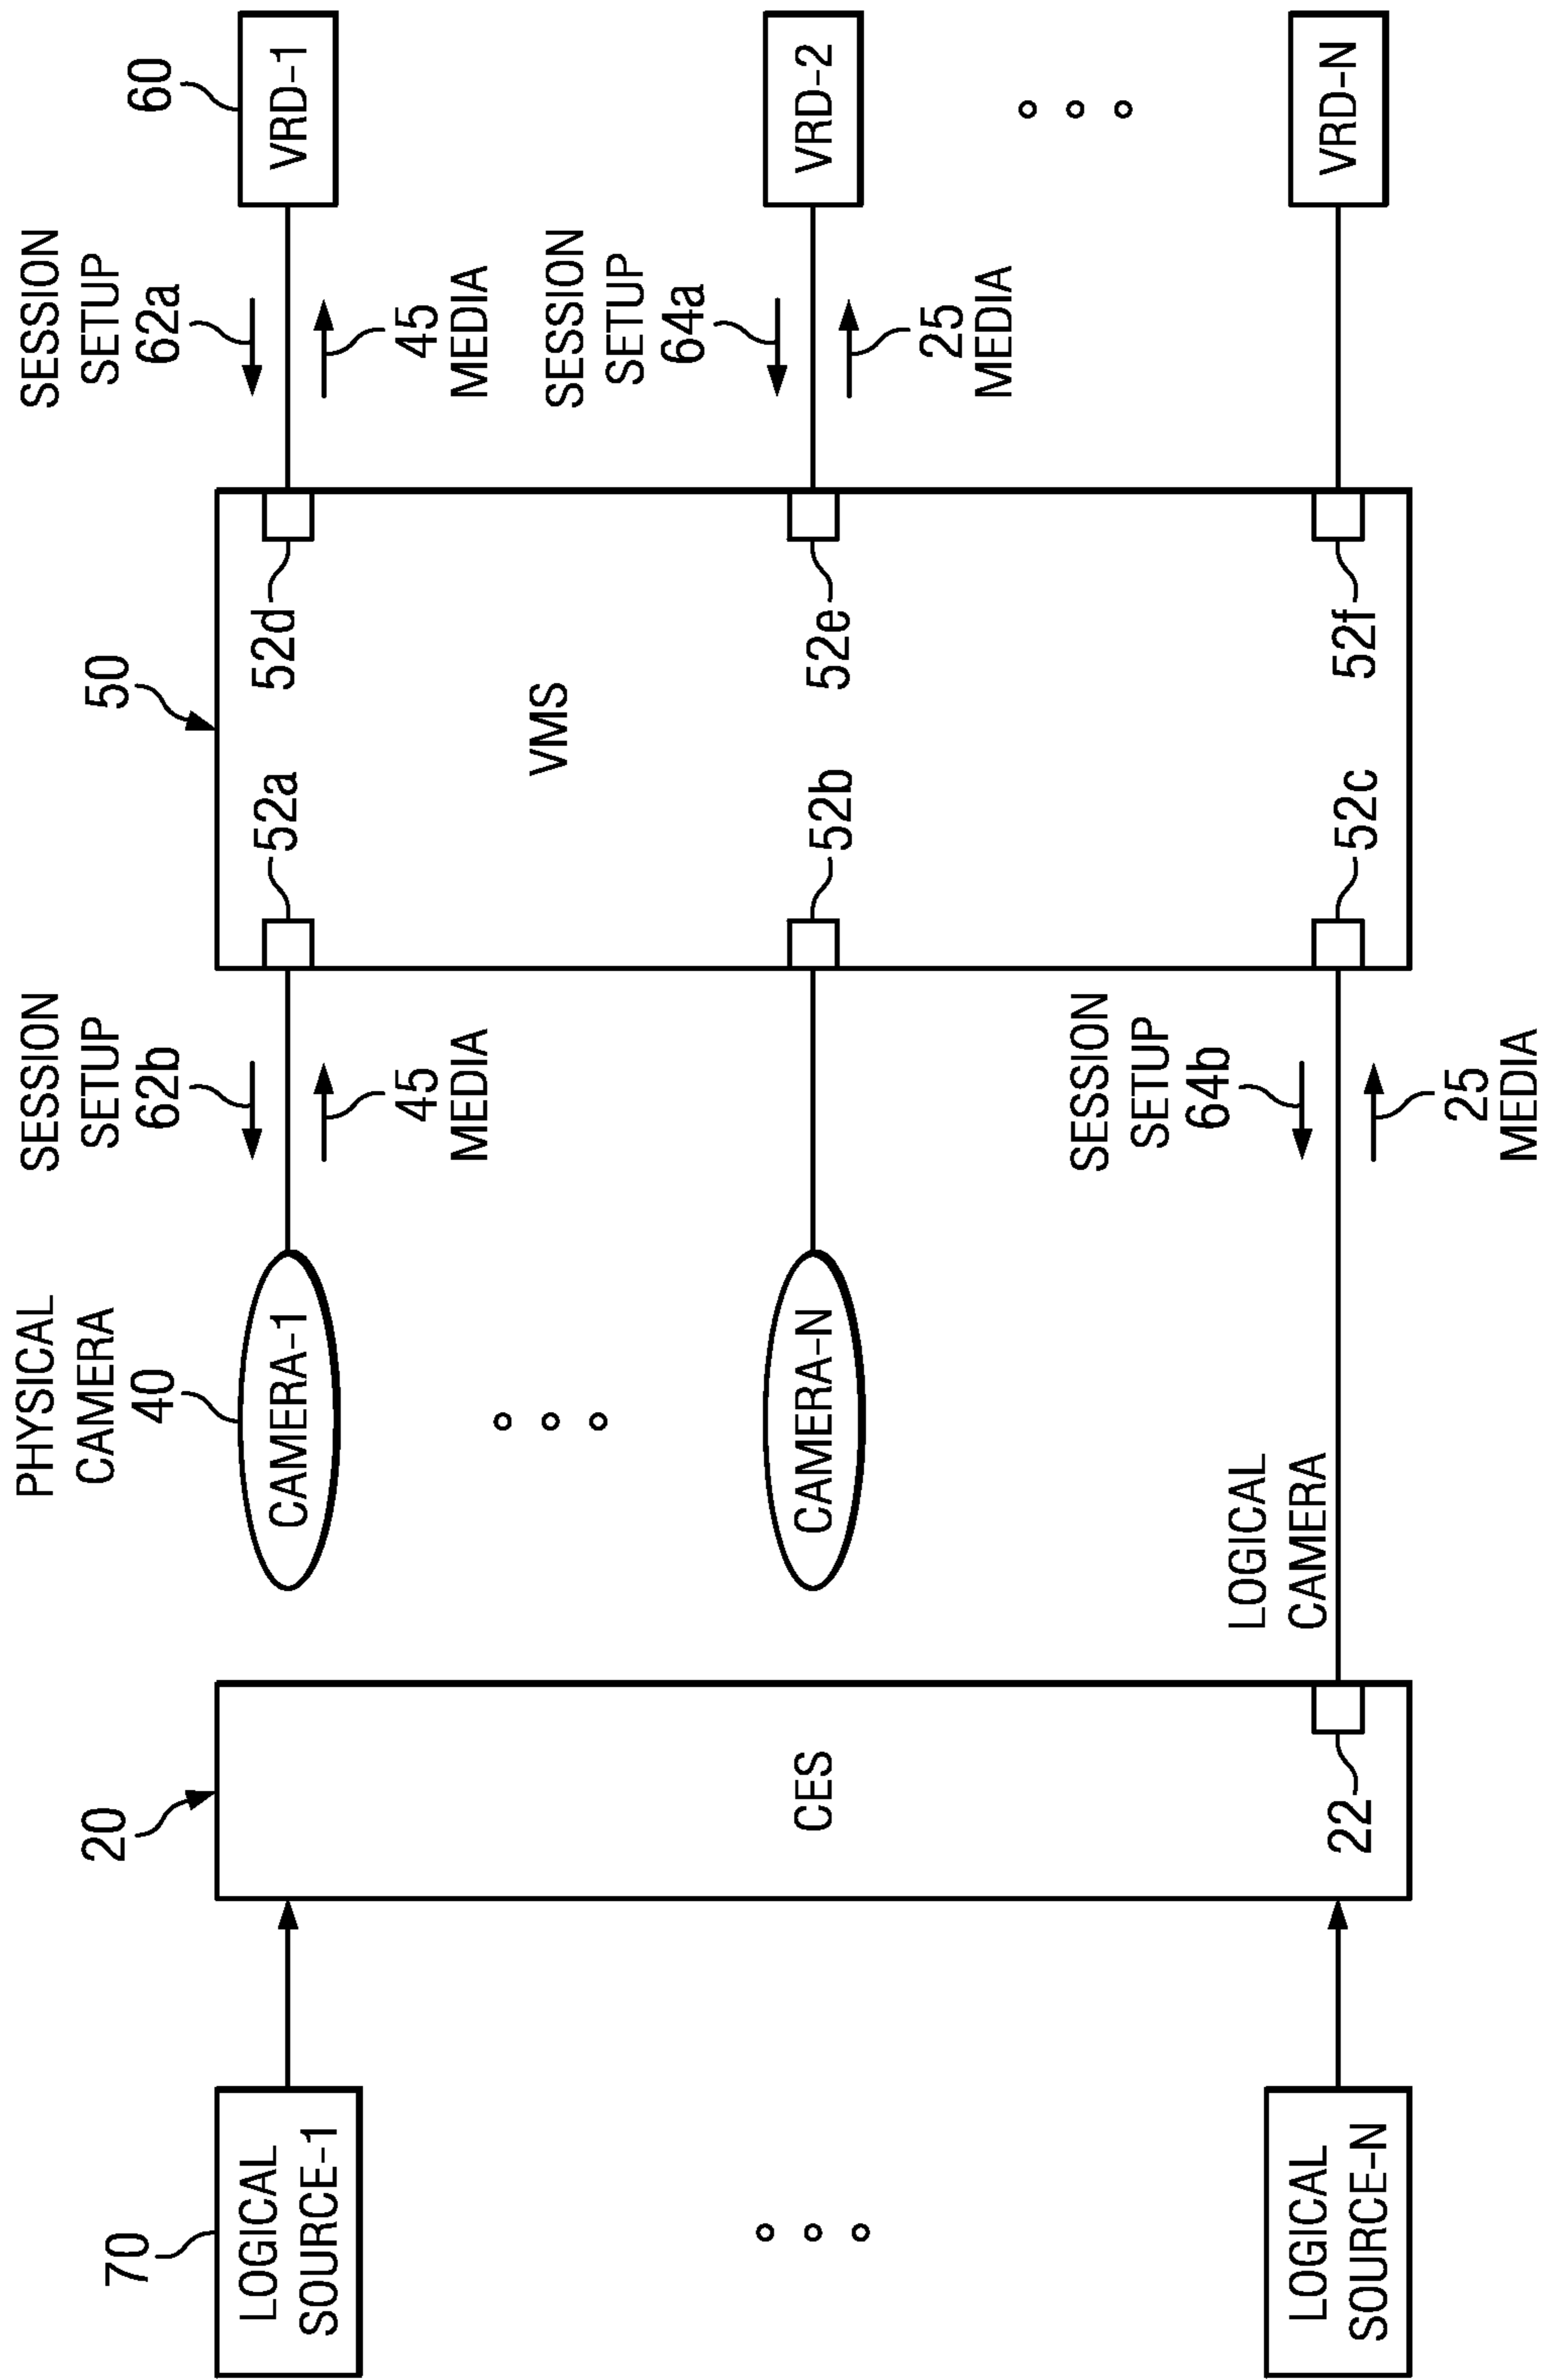 70
LOGICAL
SOURCE-1
LOGICAL
SOURCE-N
20
CES
22
PHYSICAL
CAMERA
40
CAMERA-1
CAMERA-N
LOGICAL
CAMERA
SESSION
SETUP
62b
45
MEDIA
SESSION
SETUP
64b
25
MEDIA
50
VMS
52a
52b
52c
52d
52e
52f
SESSION
SETUP
62a
45
MEDIA
SESSION
SETUP
64a
25
MEDIA
60
VRD-1
VRD-2
VRD-N